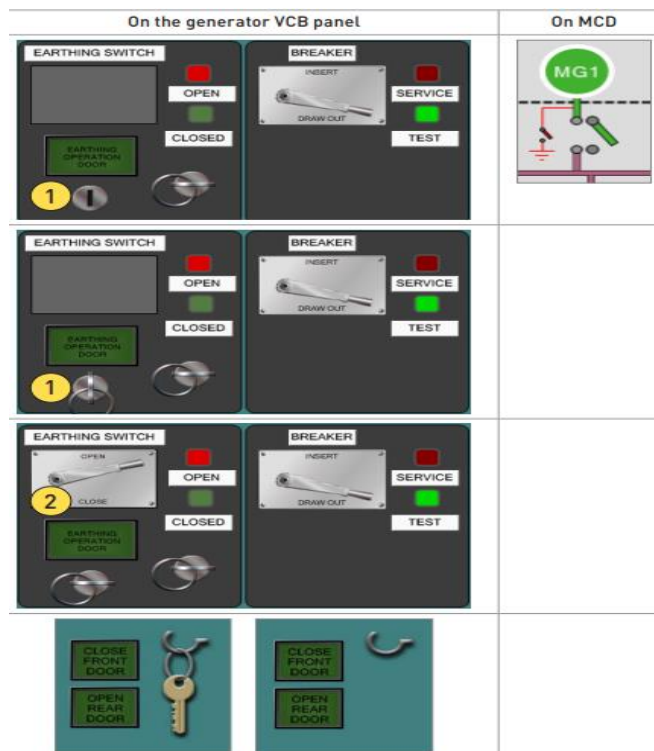 On the generator VCB panel
On MCD
EARTHING SWITCH
OPEN
CLOSED
EARTHING
OPERATION
DOOR
1
BREAKER
INSERT
DRAW OUT
SERVICE
TEST
MG1
EARTHING SWITCH
OPEN
CLOSED
EARTHING
OPERATION
DOOR
1
BREAKER
INSERT
DRAW OUT
SERVICE
TEST
EARTHING SWITCH
OPEN
2
CLOSE
OPEN
CLOSED
EARTHING
OPERATION
DOOR
BREAKER
INSERT
DRAW OUT
SERVICE
TEST
CLOSE
FRONT
DOOR
OPEN
REAR
DOOR
CLOSE
FRONT
DOOR
OPEN
REAR
DOOR